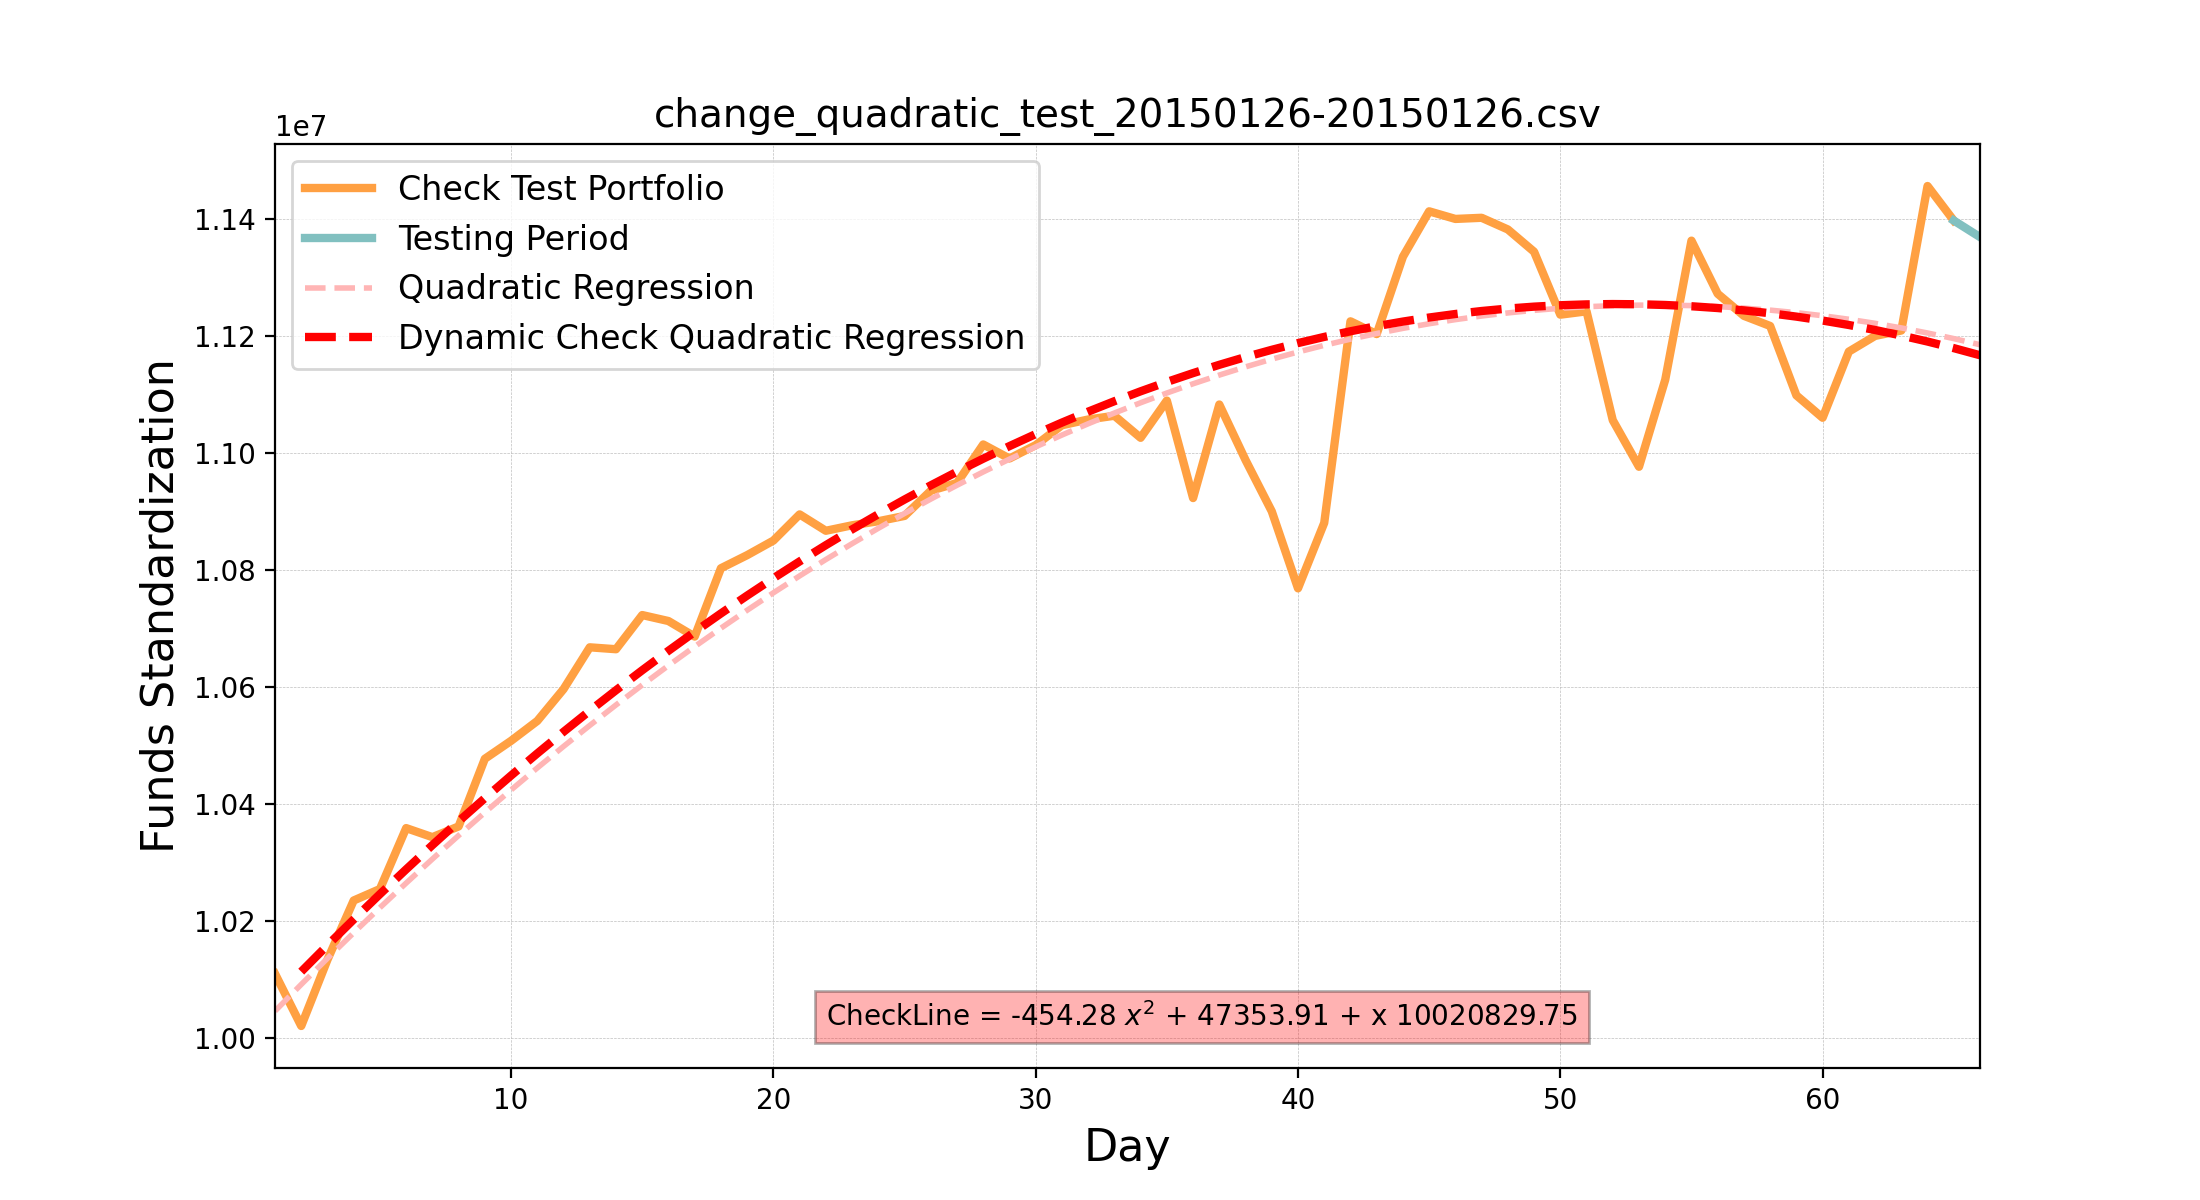 change_quadratic_test_20150126-20150126.csv
1e7
Check Test Portfolio
Testing Period
Quadratic Regression
Dynamic Check Quadratic Regression
1.14
1.12
1.10
1.08
1.06
1.04
1.02
1.00
Funds Standardization
CheckLine = -454.28 x² + 47353.91 + x 10020829.75
10 20 30 40 50 60
Day